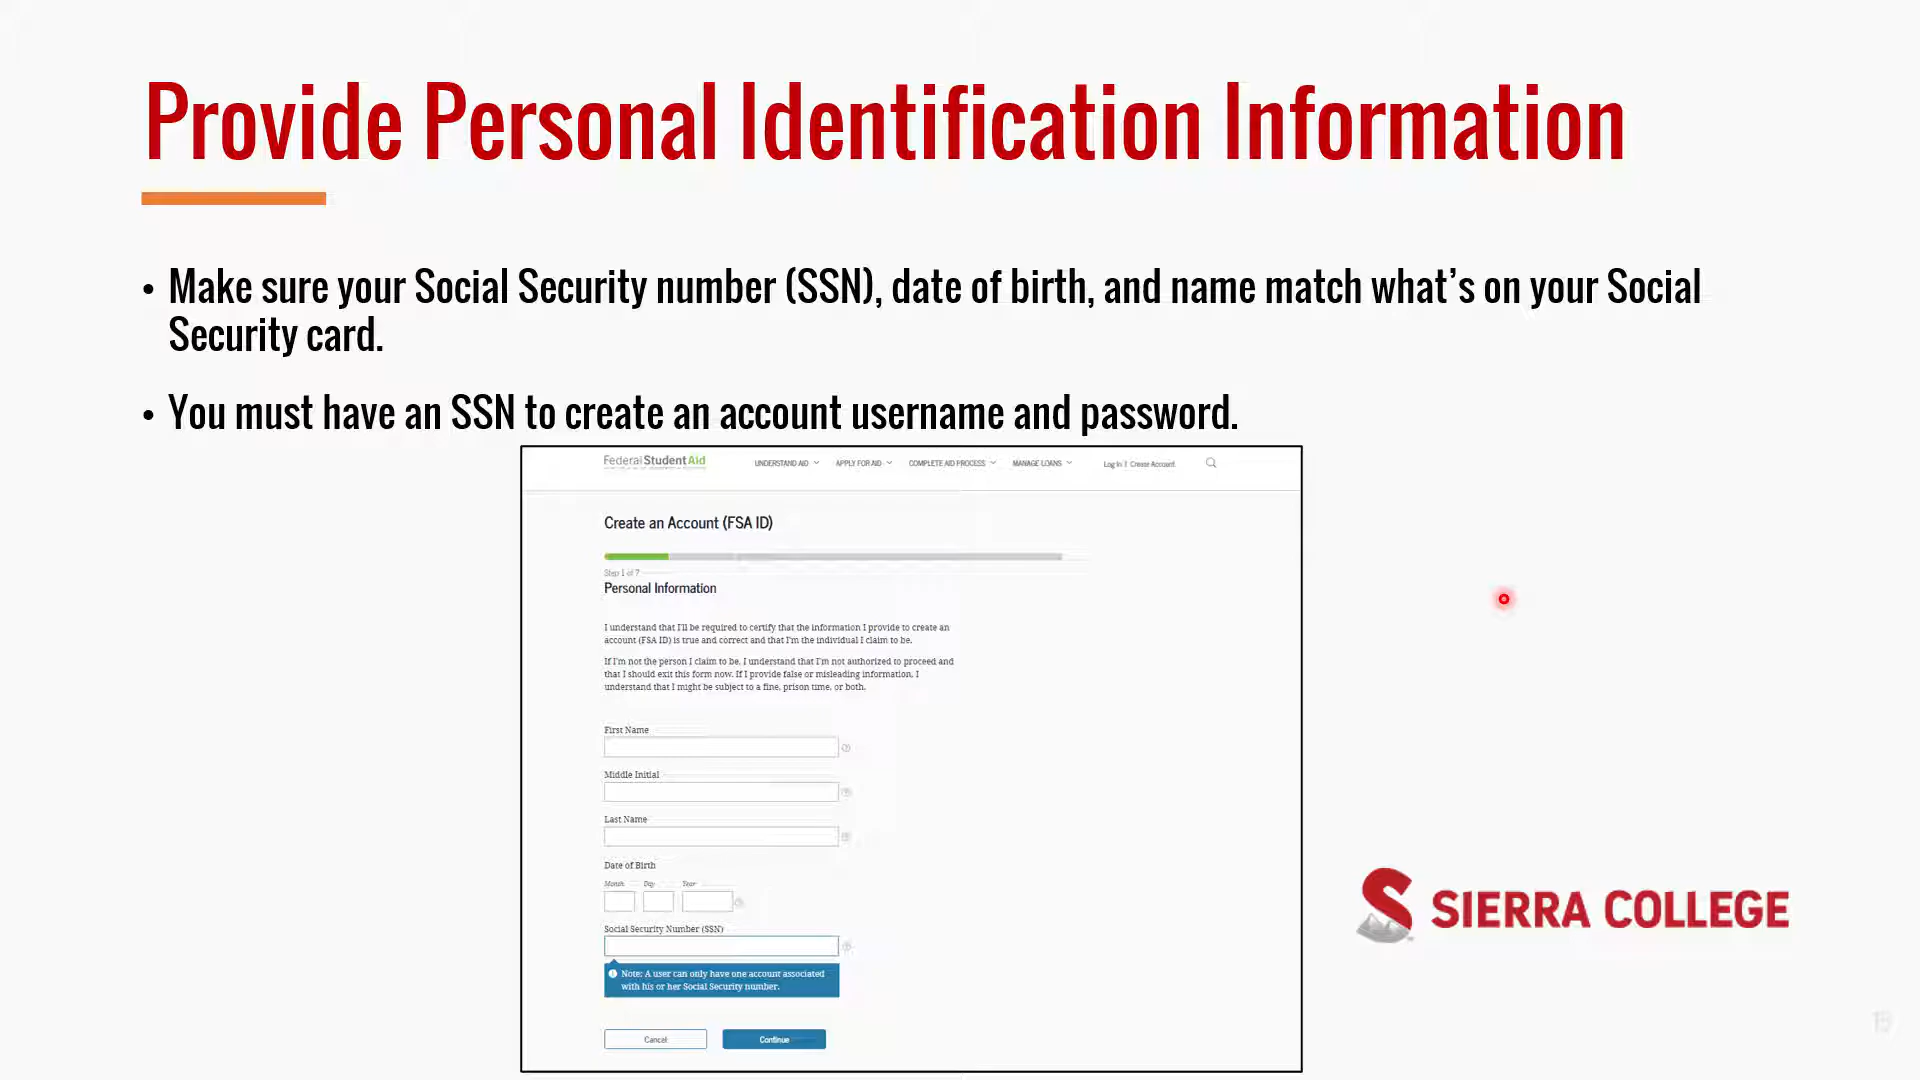 Provide Personal Identification Information
• Make sure your Social Security number (SSN), date of birth, and name match what's on your Social
Security card.
• You must have an SSN to create an account username and password.
Federal Student Aid
UNDERSTAND AID APPLY FOR AID COMPLETE AID PROCESS MANAGE LOANS Log In | Create Account
Create an Account (FSA ID)
Step 1 of 7
Personal Information
I understand that I'll be required to certify that the information I provide to create an
account (FSA ID) is true and correct and that I'm the individual I claim to be.
If I'm not the person I claim to be, I understand that I'm not authorized to proceed and
that I should exit this form now. If I provide false or misleading information, I
understand that I might be subject to a fine, prison time, or both.
First Name
Middle Initial
Last Name
Date of Birth
Month Day Year
Social Security Number (SSN)
Note: A user can only have one account associated
with his or her Social Security number.
Cancel Continue
SIERRA COLLEGE